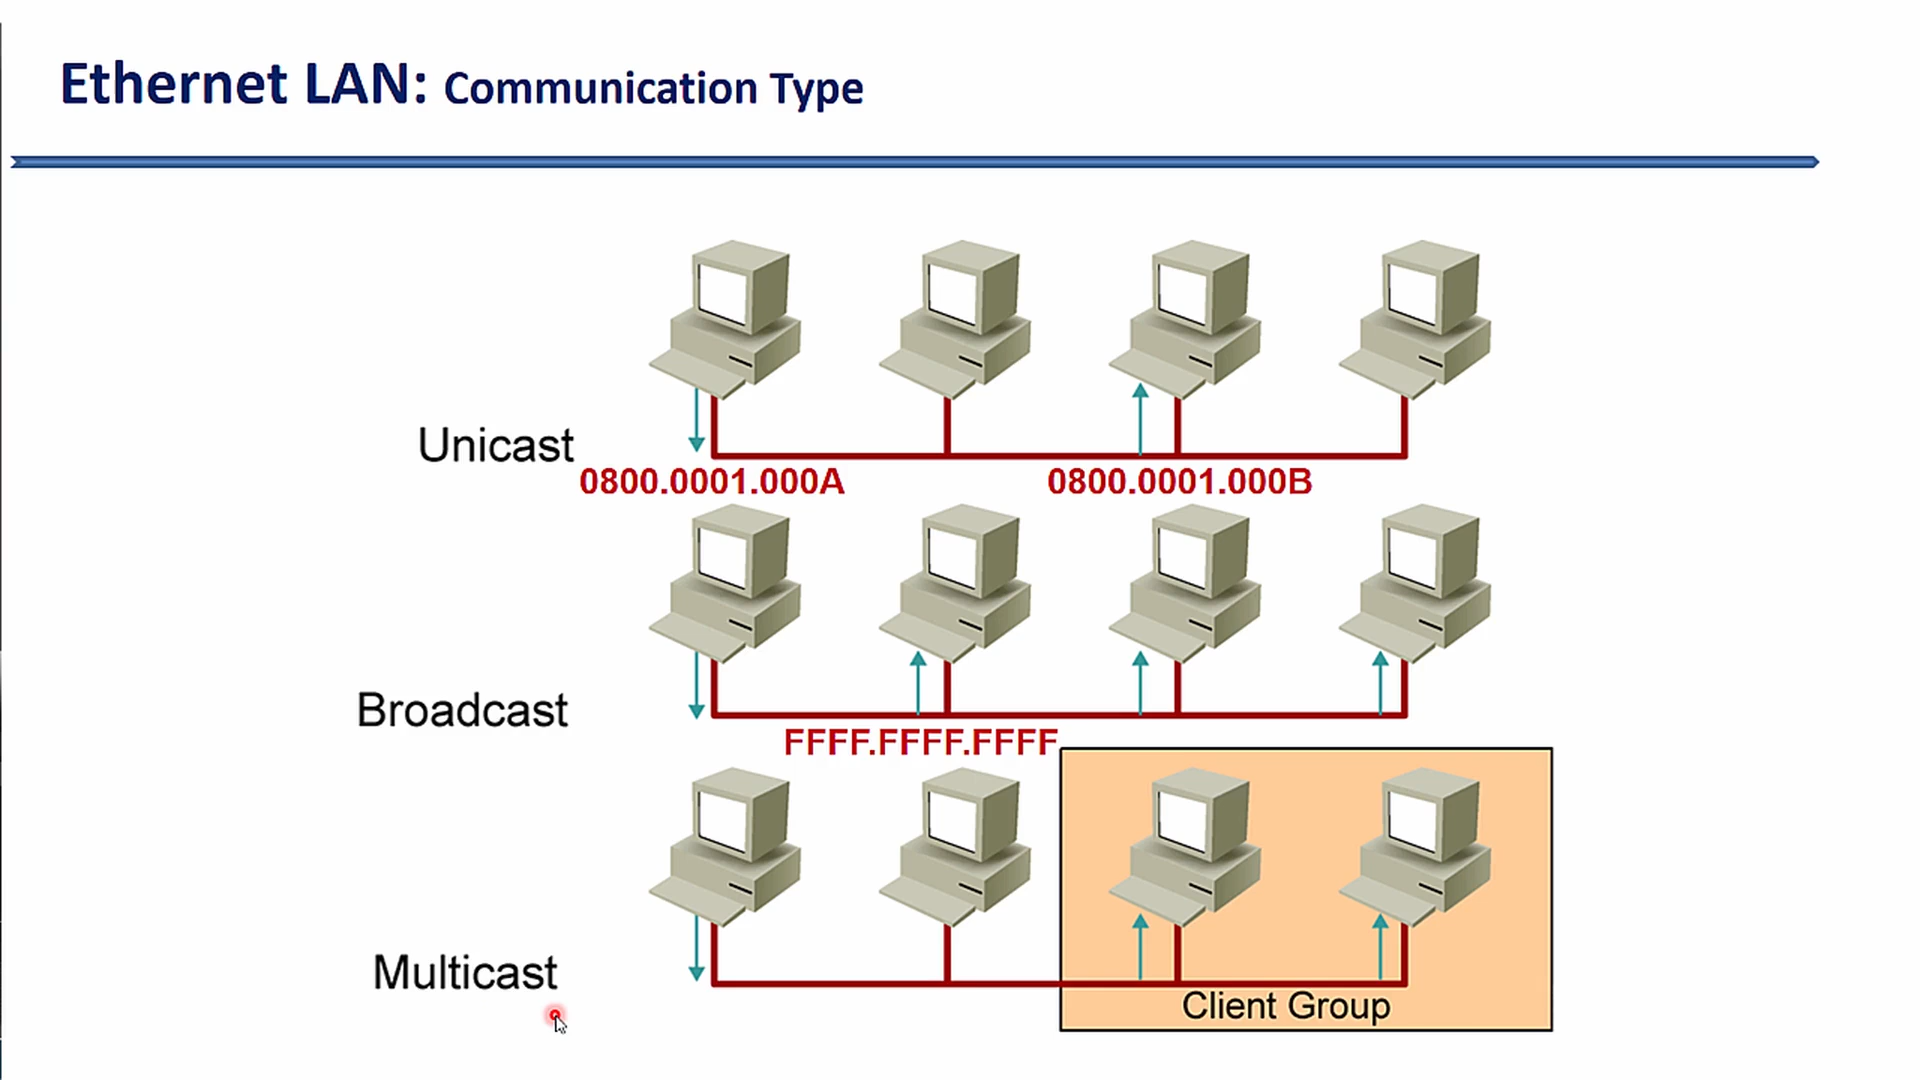 Ethernet LAN: Communication Type
Unicast
0800.0001.000A 0800.0001.000B
Broadcast
FFFF.FFFF.FFFF
Multicast
Client Group